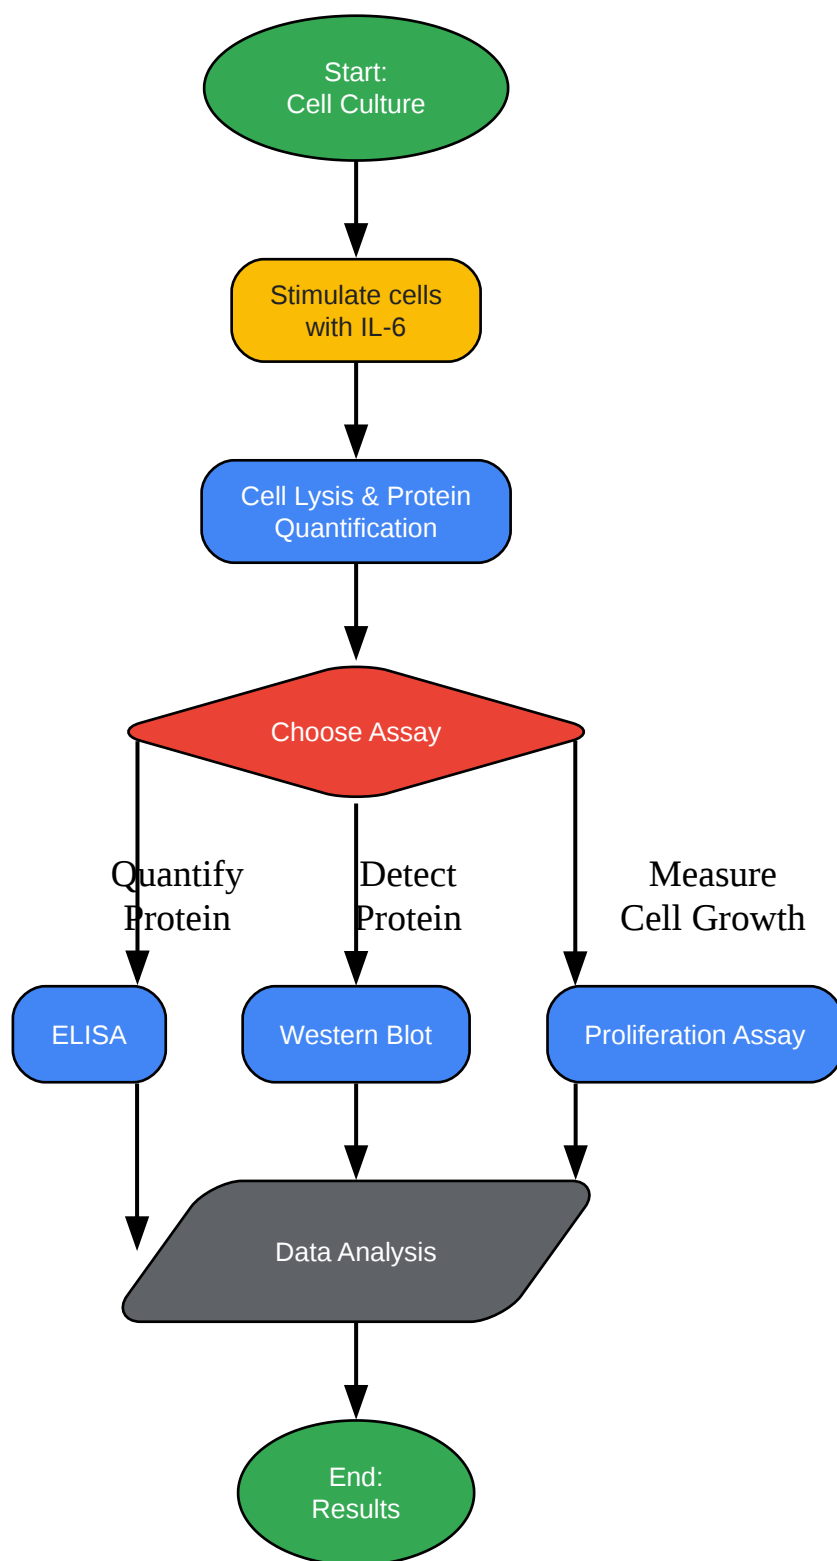 Start:
Cell Culture
Stimulate cells
with IL-6
Cell Lysis & Protein
Quantification
Choose Assay
Quantify
Protein
Detect
Protein
Measure
Cell Growth
ELISA
Western Blot
Proliferation Assay
Data Analysis
End:
Results